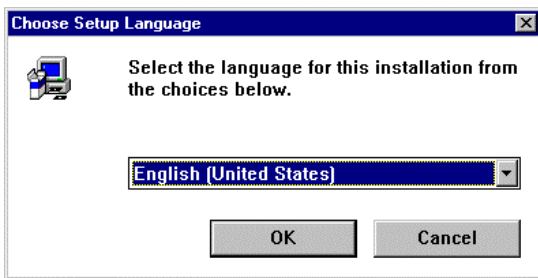 Choose Setup Language
Select the language for this installation from
the choices below.
English (United States)
OK
Cancel